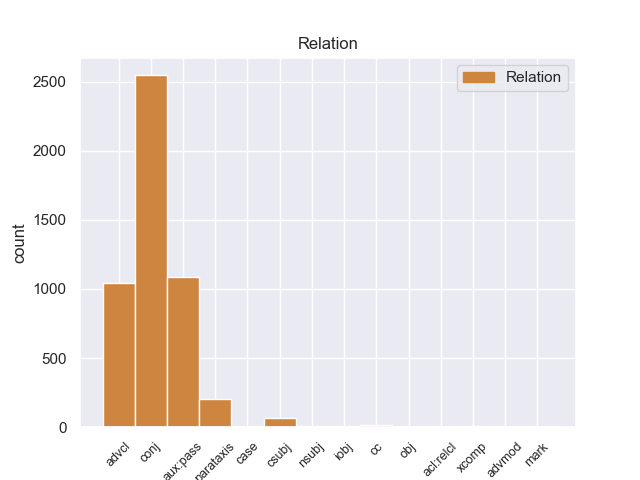 Relation
Relation
count
2500
2000
1500
1000
500
0
advcl
conj
aux:pass
parataxis
case
csubj
nsubj
iobj
cc
obj
acl:relcl
xcomp
advmod
mark